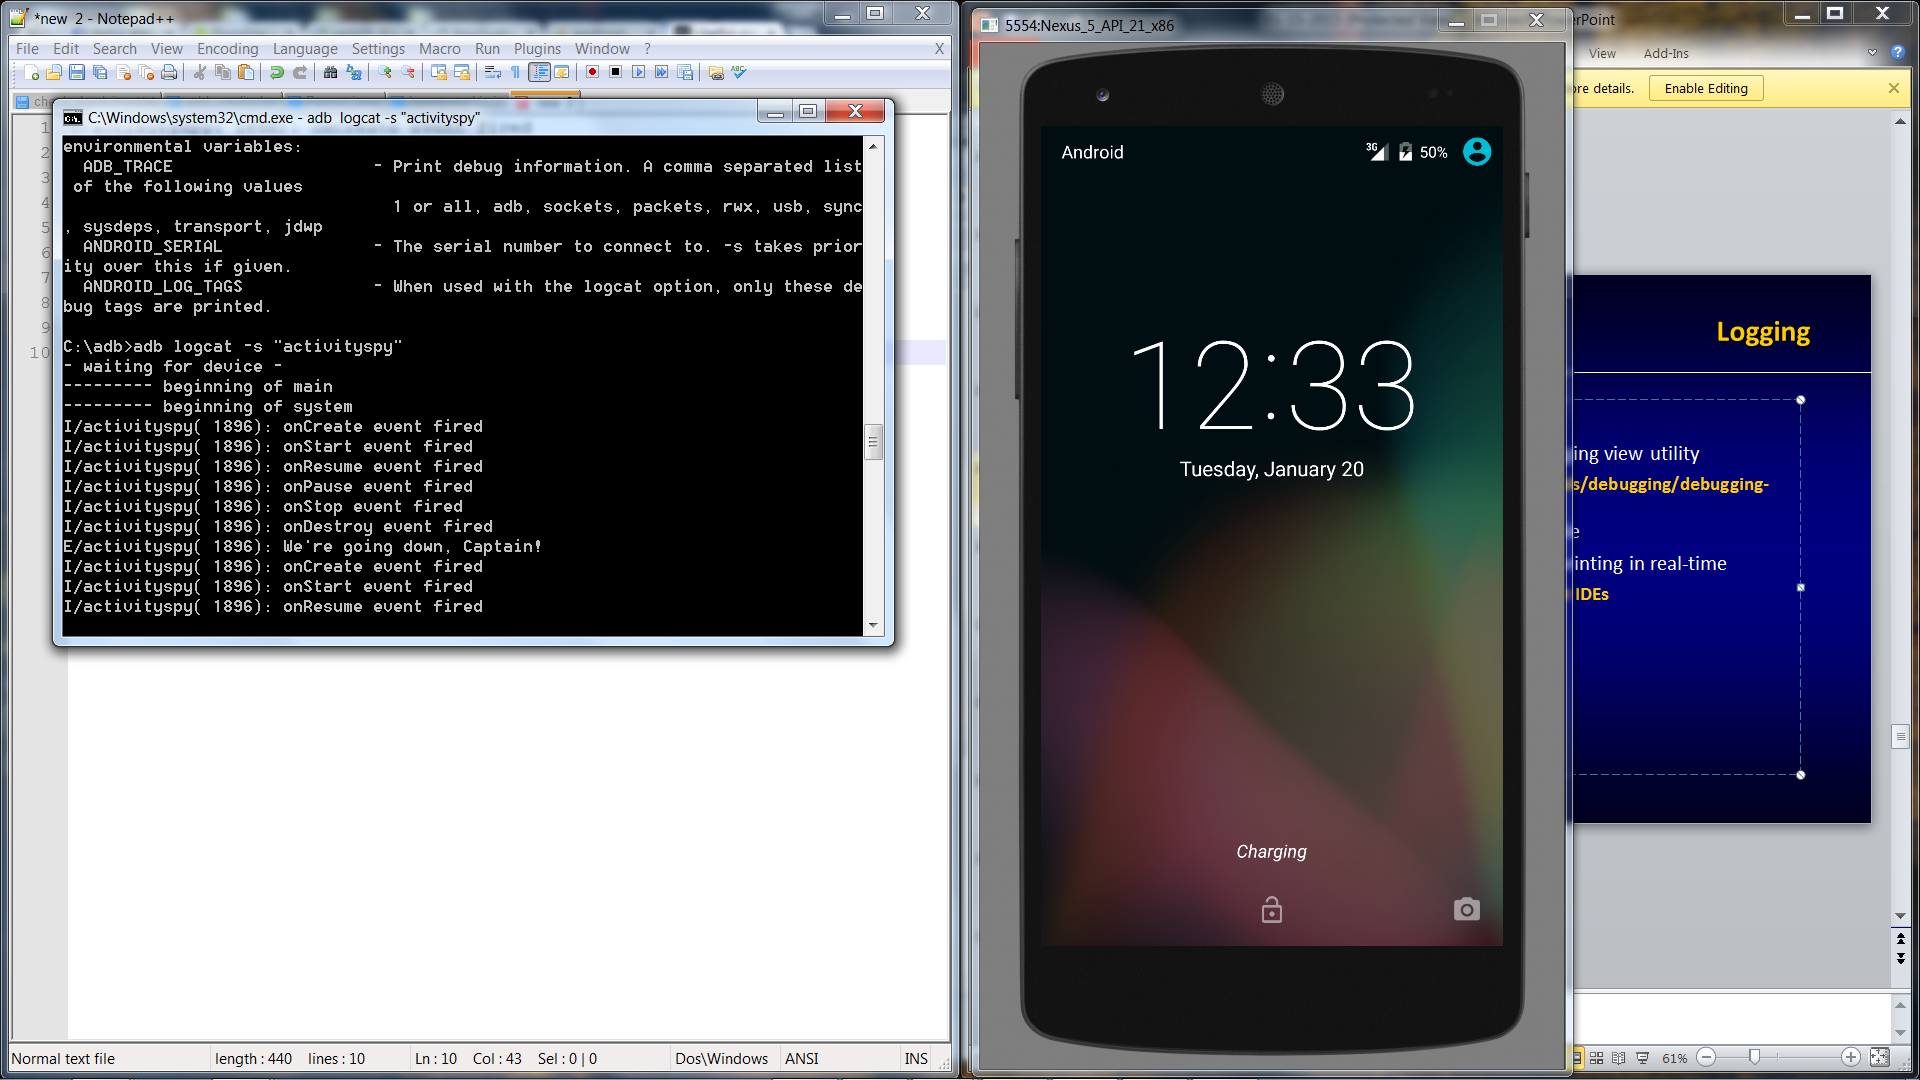 *new  2 - Notepad++
File Edit Search View Encoding Language Settings Macro Run Plugins Window ? X
1
2
3
4
5
6
7
8
9
10
C:\Windows\system32\cmd.exe - adb  logcat -s "activityspy"
environmental variables:
ADB_TRACE - Print debug information. A comma separated list
of the following values
1 or all, adb, sockets, packets, rwx, usb, sync
, sysdeps, transport, jdwp
ANDROID_SERIAL - The serial number to connect to. -s takes prior
ity over this if given.
ANDROID_LOG_TAGS - When used with the logcat option, only these de
bug tags are printed.
C:\adb>adb logcat -s "activityspy"
- waiting for device -
--------- beginning of main
--------- beginning of system
I/activityspy( 1896): onCreate event fired
I/activityspy( 1896): onStart event fired
I/activityspy( 1896): onResume event fired
I/activityspy( 1896): onPause event fired
I/activityspy( 1896): onStop event fired
I/activityspy( 1896): onDestroy event fired
E/activityspy( 1896): We're going down, Captain!
I/activityspy( 1896): onCreate event fired
I/activityspy( 1896): onStart event fired
I/activityspy( 1896): onResume event fired
Normal text file length : 440 lines : 10 Ln : 10 Col : 43 Sel : 0 | 0 Dos\Windows ANSI INS
5554:Nexus_5_API_21_x86
Android 3G 50%
12:33
Tuesday, January 20
Charging
erPoint
View Add-Ins
ore details. Enable Editing
Logging
ing view utility
s/debugging/debugging-
e
inting in real-time
IDEs
61%